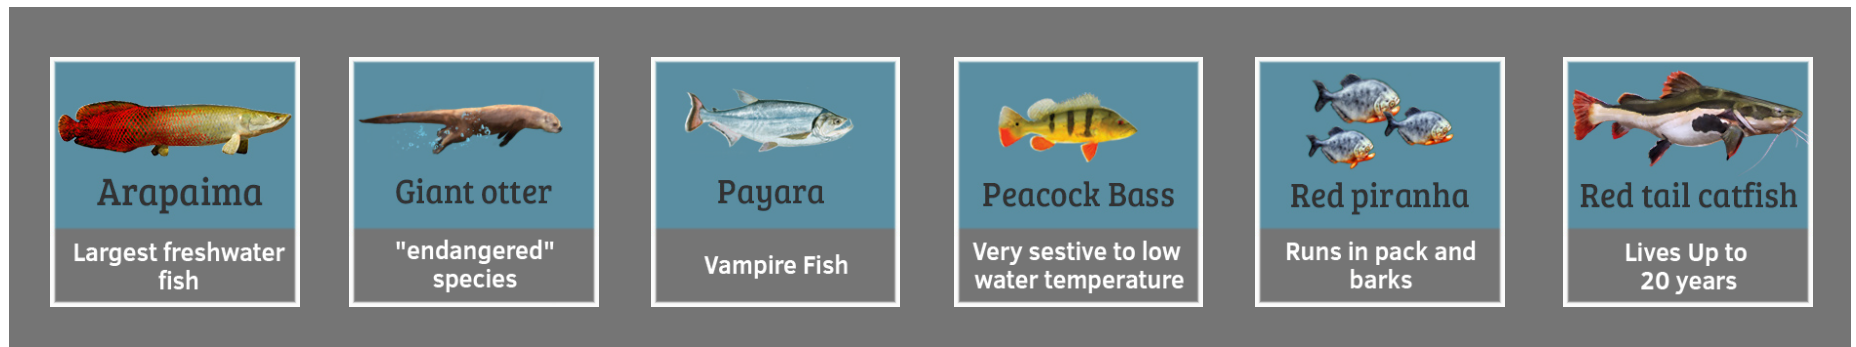 Arapaima
Largest freshwater
fish
Giant otter
"endangered"
species
Payara
Vampire Fish
Peacock Bass
Very sestive to low
water temperature
Red piranha
Runs in pack and
barks
Red tail catfish
Lives Up to
20 years